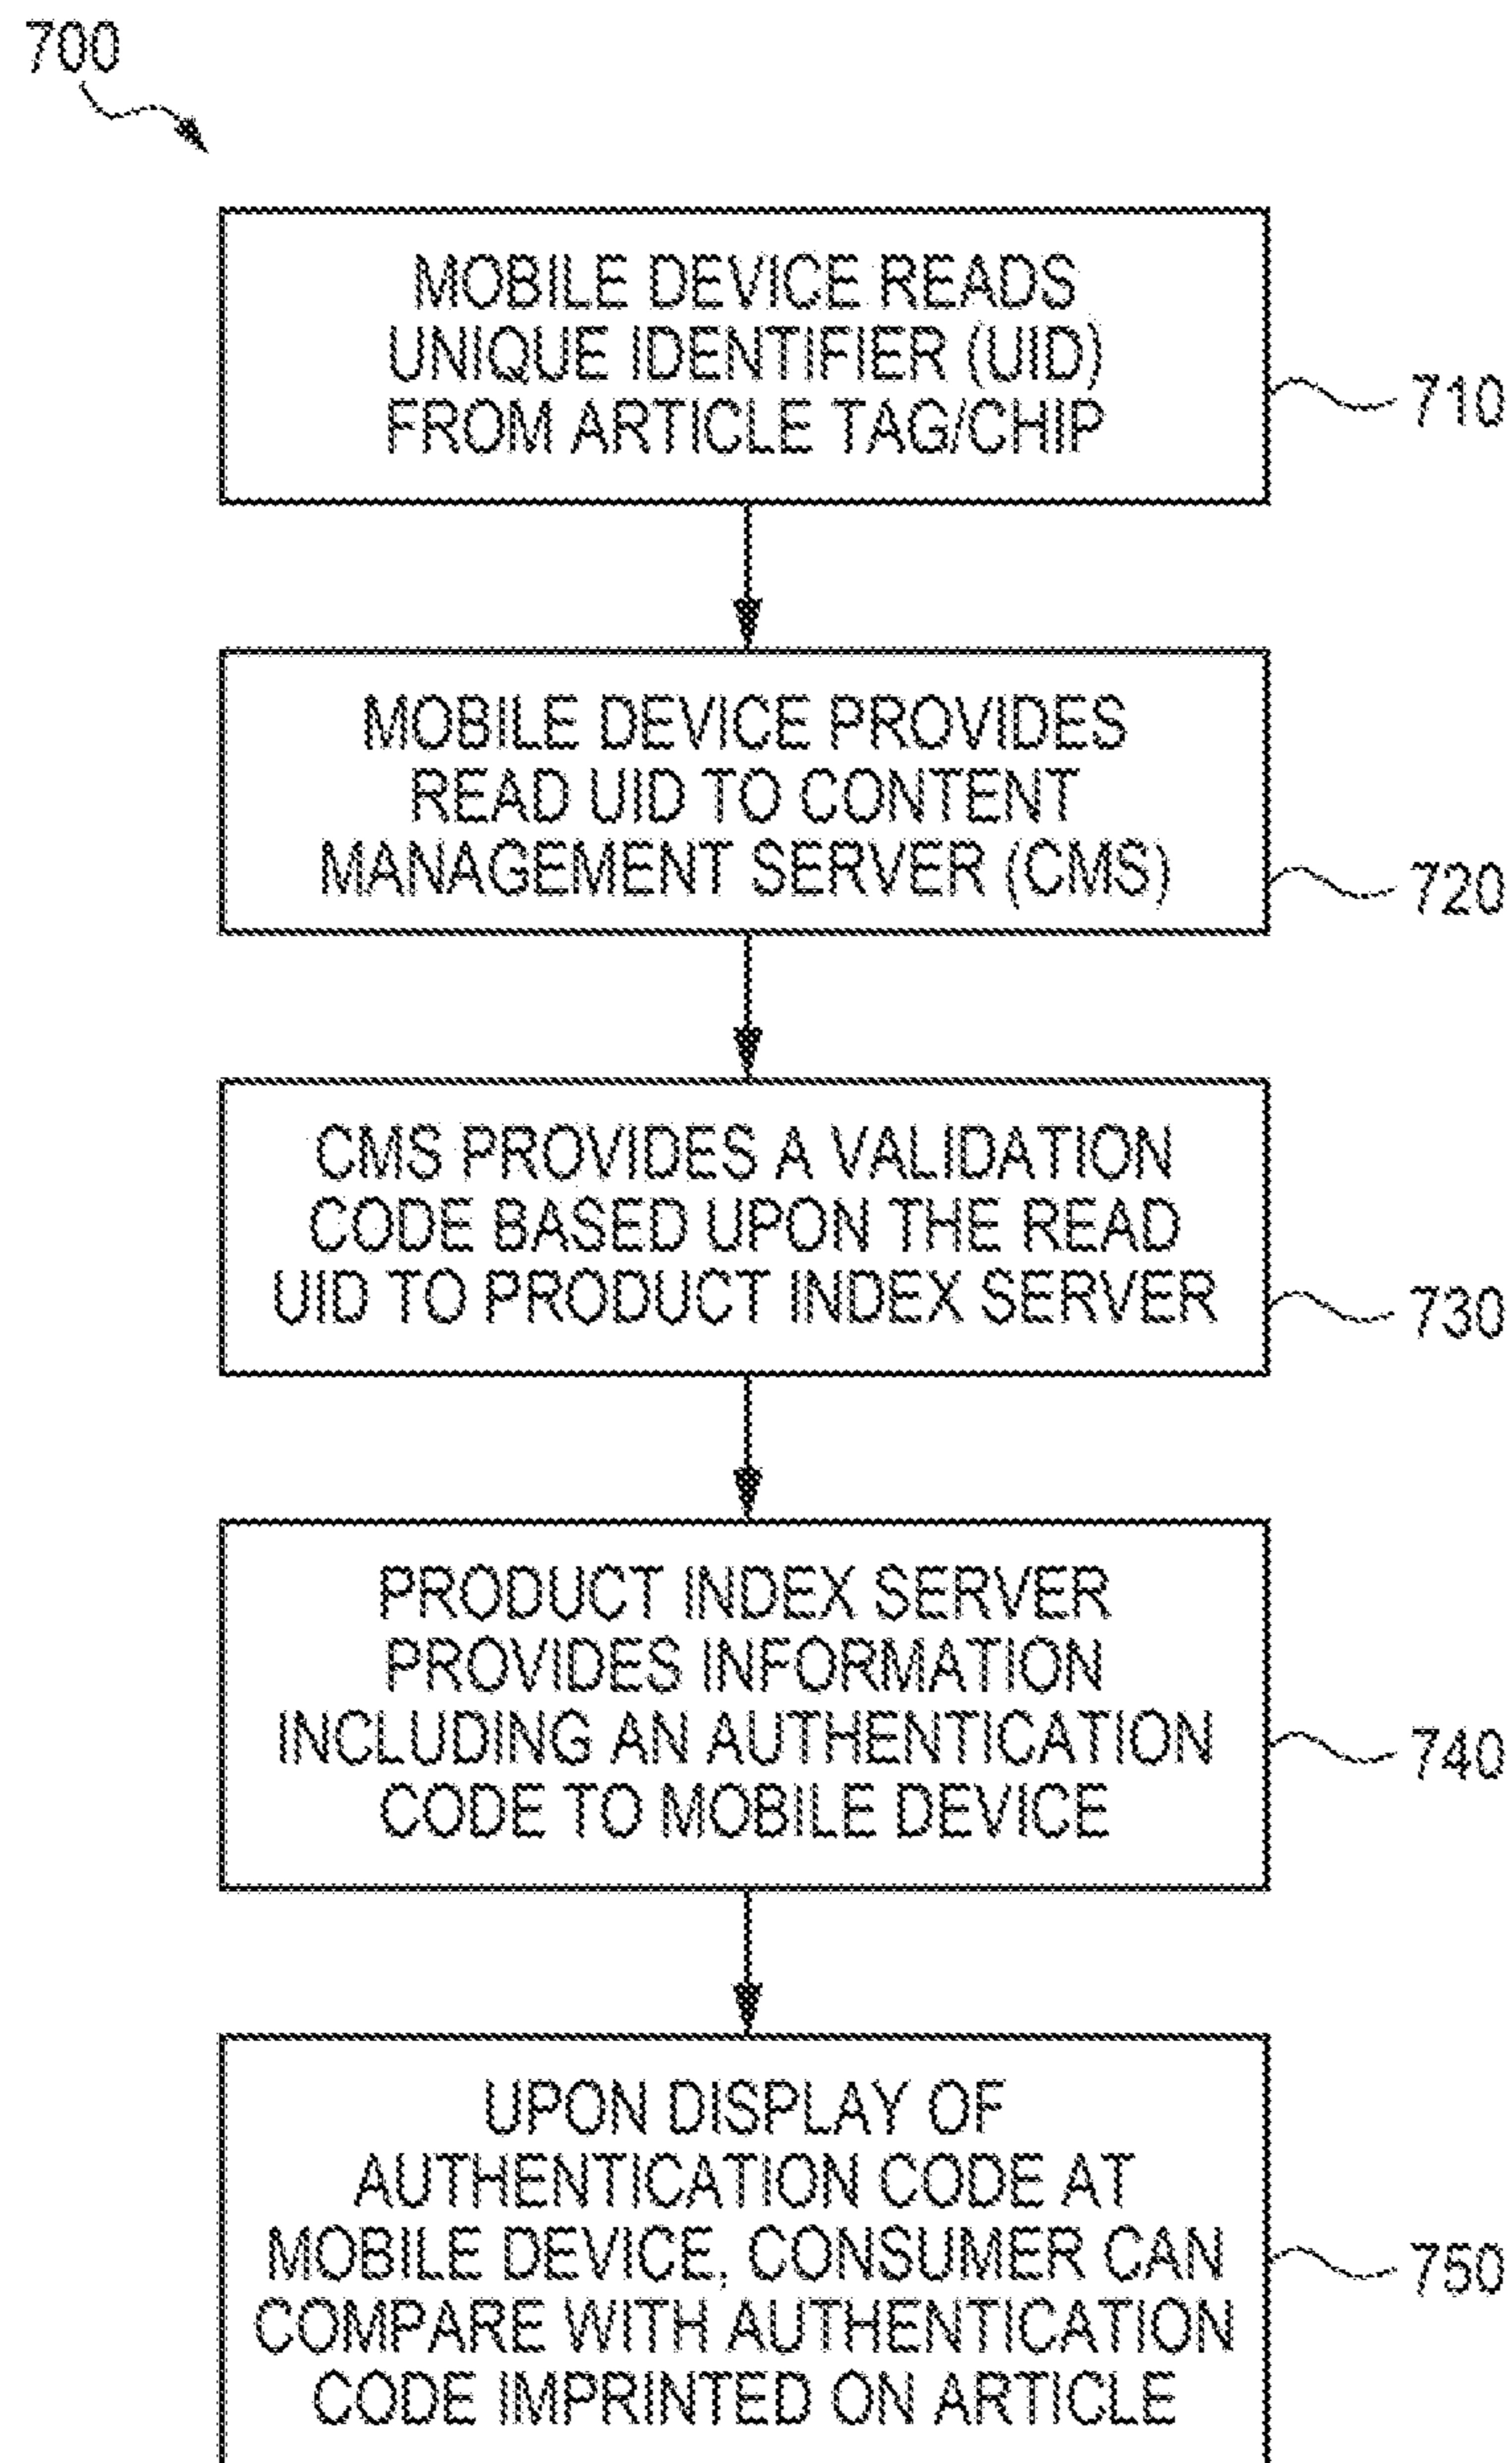 700
MOBILE DEVICE READS
UNIQUE IDENTIFIER (UID)
FROM ARTICLE TAG/CHIP
710
MOBILE DEVICE PROVIDES
READ UID TO CONTENT
MANAGEMENT SERVER (CMS)
720
CMS PROVIDES A VALIDATION
CODE BASED UPON THE READ
UID TO PRODUCT INDEX SERVER
730
PRODUCT INDEX SERVER
PROVIDES INFORMATION
INCLUDING AN AUTHENTICATION
CODE TO MOBILE DEVICE
740
UPON DISPLAY OF
AUTHENTICATION CODE AT
MOBILE DEVICE, CONSUMER CAN
COMPARE WITH AUTHENTICATION
CODE IMPRINTED ON ARTICLE
750